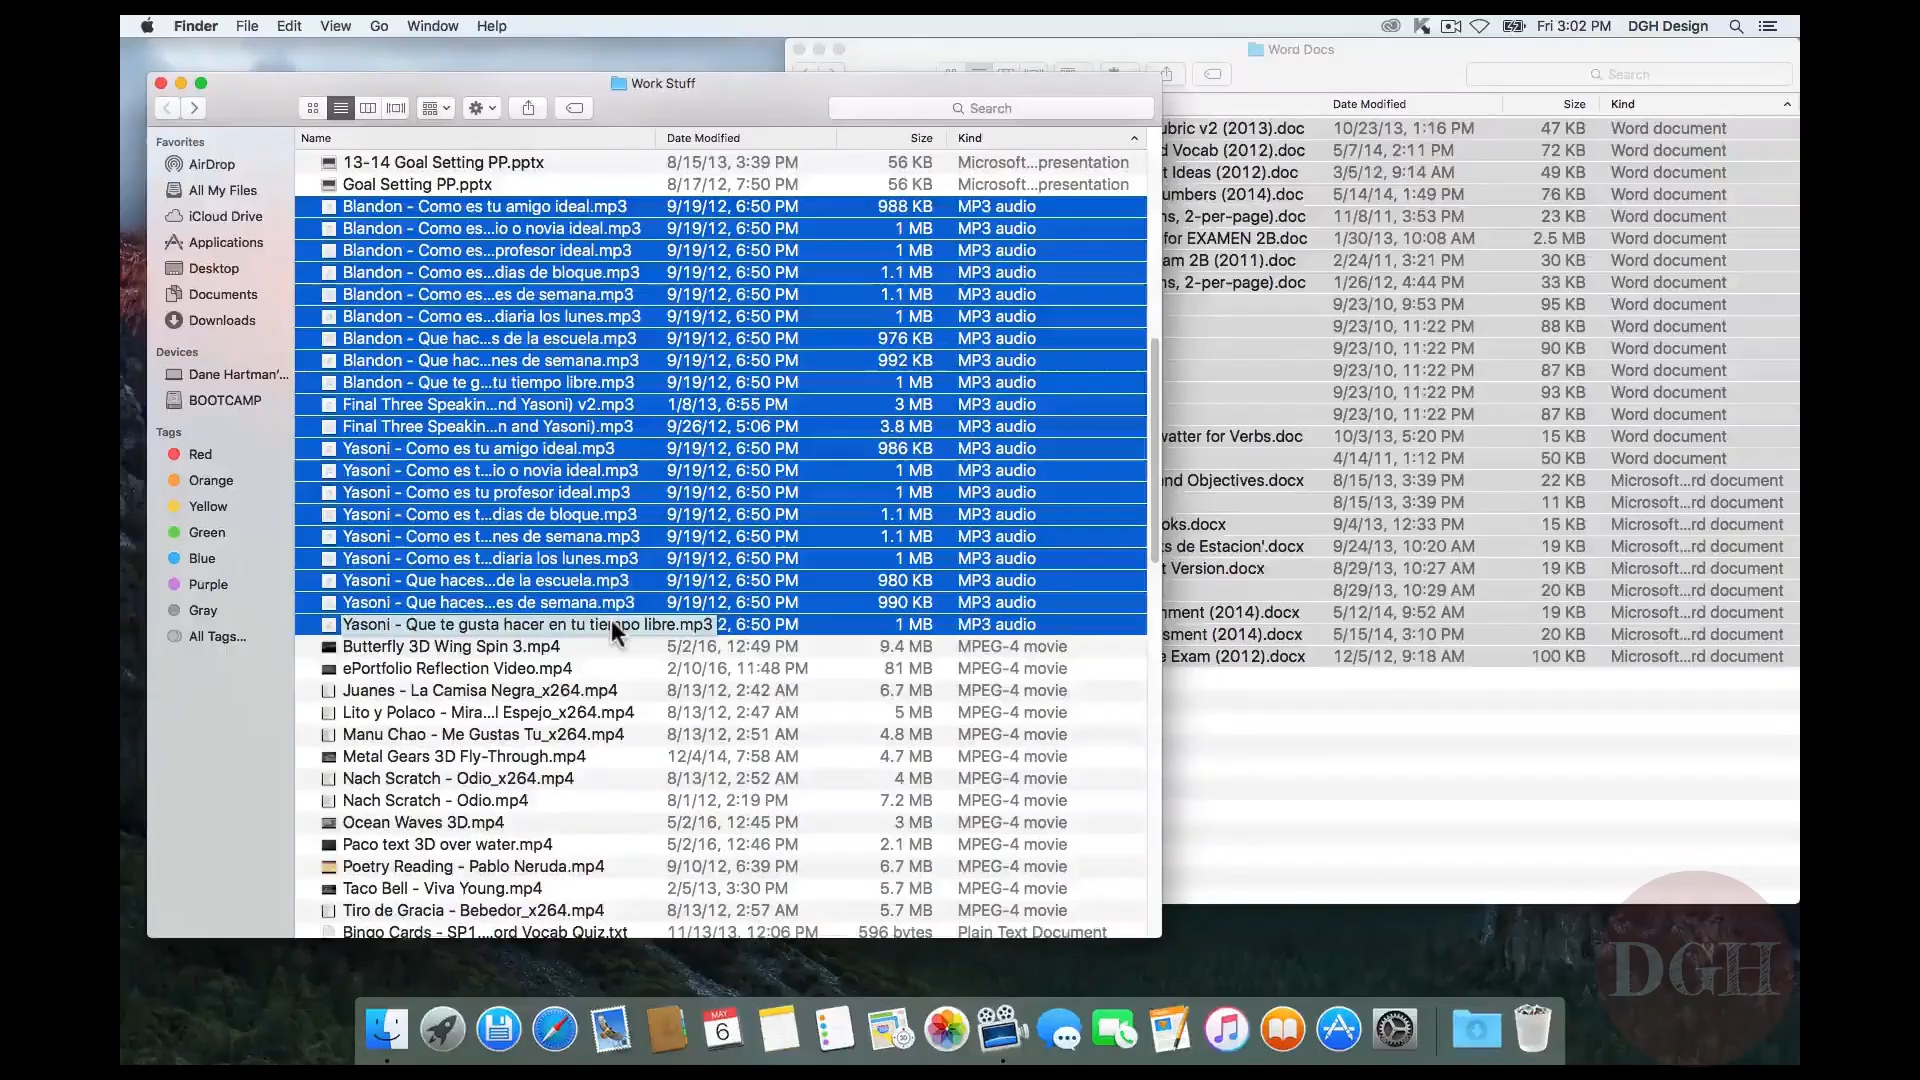 Finder File Edit View Go Window Help Fri 3:02 PM DGH Design
Word Docs
Search
Date Modified Size Kind
ubric v2 (2013).doc 10/23/13, 1:16 PM 47 KB Word document
d Vocab (2012).doc 5/7/14, 2:11 PM 72 KB Word document
t Ideas (2012).doc 3/5/12, 9:14 AM 49 KB Word document
umbers (2014).doc 5/14/14, 1:49 PM 76 KB Word document
ns, 2-per-page).doc 11/8/11, 3:53 PM 23 KB Word document
for EXAMEN 2B.doc 1/30/13, 10:08 AM 2.5 MB Word document
am 2B (2011).doc 2/24/11, 3:21 PM 30 KB Word document
ns, 2-per-page).doc 1/26/12, 4:44 PM 33 KB Word document
9/23/10, 9:53 PM 95 KB Word document
9/23/10, 11:22 PM 88 KB Word document
9/23/10, 11:22 PM 90 KB Word document
9/23/10, 11:22 PM 87 KB Word document
9/23/10, 11:22 PM 93 KB Word document
9/23/10, 11:22 PM 87 KB Word document
watter for Verbs.doc 10/3/13, 5:20 PM 15 KB Word document
4/14/11, 1:12 PM 50 KB Word document
nd Objectives.docx 8/15/13, 3:39 PM 22 KB Microsoft...rd document
8/15/13, 3:39 PM 11 KB Microsoft...rd document
oks.docx 9/4/13, 12:33 PM 15 KB Microsoft...rd document
s de Estacion'.docx 9/24/13, 10:20 AM 19 KB Microsoft...rd document
t Version.docx 8/29/13, 10:27 AM 19 KB Microsoft...rd document
8/29/13, 10:29 AM 20 KB Microsoft...rd document
nment (2014).docx 5/12/14, 9:52 AM 19 KB Microsoft...rd document
sment (2014).docx 5/15/14, 3:10 PM 20 KB Microsoft...rd document
e Exam (2012).docx 12/5/12, 9:18 AM 100 KB Microsoft...rd document
Work Stuff
Search
Favorites
AirDrop
All My Files
iCloud Drive
Applications
Desktop
Documents
Downloads
Devices
Dane Hartman'...
BOOTCAMP
Tags
Red
Orange
Yellow
Green
Blue
Purple
Gray
All Tags...
Name Date Modified Size Kind
13-14 Goal Setting PP.pptx 8/15/13, 3:39 PM 56 KB Microsoft...presentation
Goal Setting PP.pptx 8/17/12, 7:50 PM 56 KB Microsoft...presentation
Blandon - Como es tu amigo ideal.mp3 9/19/12, 6:50 PM 988 KB MP3 audio
Blandon - Como es...io o novia ideal.mp3 9/19/12, 6:50 PM 1 MB MP3 audio
Blandon - Como es...profesor ideal.mp3 9/19/12, 6:50 PM 1 MB MP3 audio
Blandon - Como es...dias de bloque.mp3 9/19/12, 6:50 PM 1.1 MB MP3 audio
Blandon - Como es...es de semana.mp3 9/19/12, 6:50 PM 1.1 MB MP3 audio
Blandon - Como es...diaria los lunes.mp3 9/19/12, 6:50 PM 1 MB MP3 audio
Blandon - Que hac...s de la escuela.mp3 9/19/12, 6:50 PM 976 KB MP3 audio
Blandon - Que hac...nes de semana.mp3 9/19/12, 6:50 PM 992 KB MP3 audio
Blandon - Que te g...tu tiempo libre.mp3 9/19/12, 6:50 PM 1 MB MP3 audio
Final Three Speakin...nd Yasoni) v2.mp3 1/8/13, 6:55 PM 3 MB MP3 audio
Final Three Speakin...n and Yasoni).mp3 9/26/12, 5:06 PM 3.8 MB MP3 audio
Yasoni - Como es tu amigo ideal.mp3 9/19/12, 6:50 PM 986 KB MP3 audio
Yasoni - Como es t...io o novia ideal.mp3 9/19/12, 6:50 PM 1 MB MP3 audio
Yasoni - Como es tu profesor ideal.mp3 9/19/12, 6:50 PM 1 MB MP3 audio
Yasoni - Como es t...dias de bloque.mp3 9/19/12, 6:50 PM 1.1 MB MP3 audio
Yasoni - Como es t...nes de semana.mp3 9/19/12, 6:50 PM 1.1 MB MP3 audio
Yasoni - Como es t...diaria los lunes.mp3 9/19/12, 6:50 PM 1 MB MP3 audio
Yasoni - Que haces...de la escuela.mp3 9/19/12, 6:50 PM 980 KB MP3 audio
Yasoni - Que haces...es de semana.mp3 9/19/12, 6:50 PM 990 KB MP3 audio
Yasoni - Que te gusta hacer en tu tiempo libre.mp3 2, 6:50 PM 1 MB MP3 audio
Butterfly 3D Wing Spin 3.mp4 5/2/16, 12:49 PM 9.4 MB MPEG-4 movie
ePortfolio Reflection Video.mp4 2/10/16, 11:48 PM 81 MB MPEG-4 movie
Juanes - La Camisa Negra_x264.mp4 8/13/12, 2:42 AM 6.7 MB MPEG-4 movie
Lito y Polaco - Mira...l Espejo_x264.mp4 8/13/12, 2:47 AM 5 MB MPEG-4 movie
Manu Chao - Me Gustas Tu_x264.mp4 8/13/12, 2:51 AM 4.8 MB MPEG-4 movie
Metal Gears 3D Fly-Through.mp4 12/4/14, 7:58 AM 4.7 MB MPEG-4 movie
Nach Scratch - Odio_x264.mp4 8/13/12, 2:52 AM 4 MB MPEG-4 movie
Nach Scratch - Odio.mp4 8/1/12, 2:19 PM 7.2 MB MPEG-4 movie
Ocean Waves 3D.mp4 5/2/16, 12:45 PM 3 MB MPEG-4 movie
Paco text 3D over water.mp4 5/2/16, 12:46 PM 2.1 MB MPEG-4 movie
Poetry Reading - Pablo Neruda.mp4 9/10/12, 6:39 PM 6.7 MB MPEG-4 movie
Taco Bell - Viva Young.mp4 2/5/13, 3:30 PM 5.7 MB MPEG-4 movie
Tiro de Gracia - Bebedor_x264.mp4 8/13/12, 2:57 AM 5.7 MB MPEG-4 movie
Bingo Cards - SP1....ord Vocab Quiz.txt 11/13/13, 12:06 PM 596 bytes Plain Text Document
DGH
MAY
6
3D